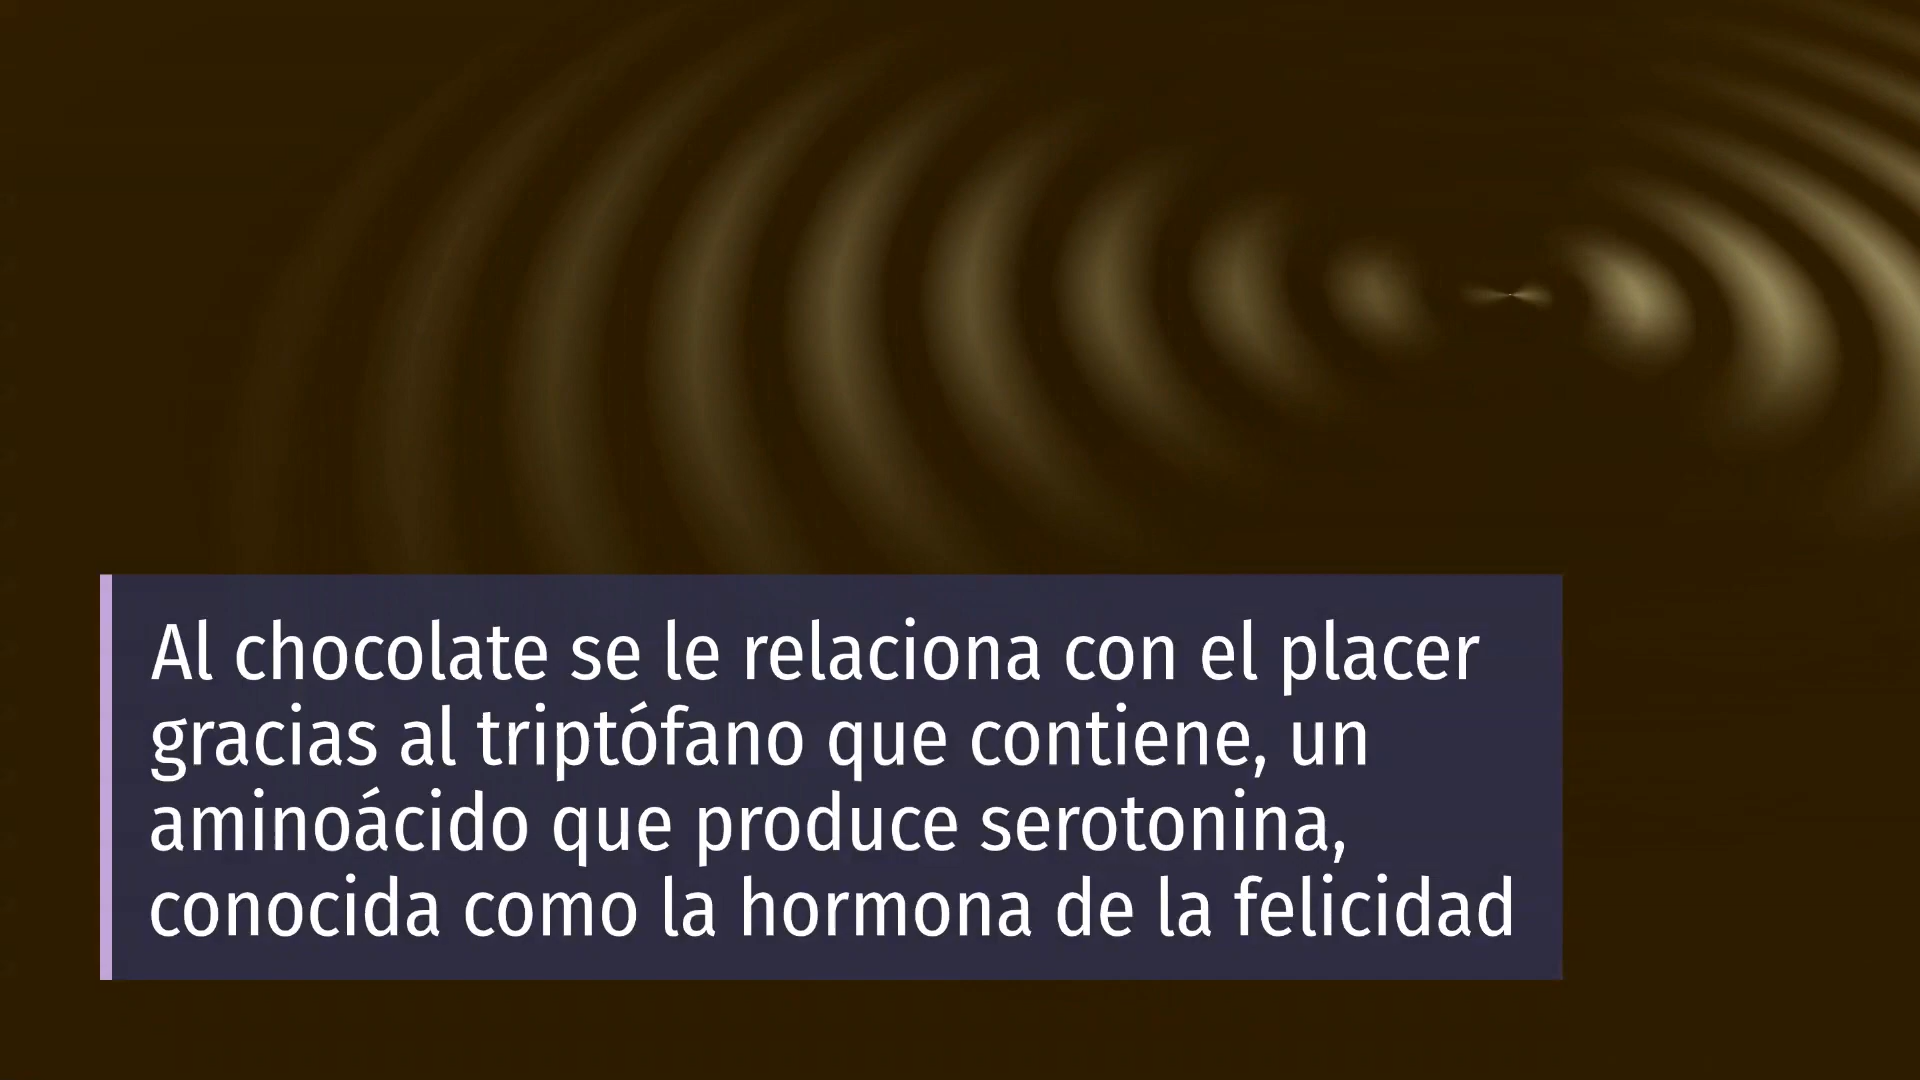 Al chocolate se le relaciona con el placer
gracias al triptófano que contiene, un
aminoácido que produce serotonina,
conocida como la hormona de la felicidad